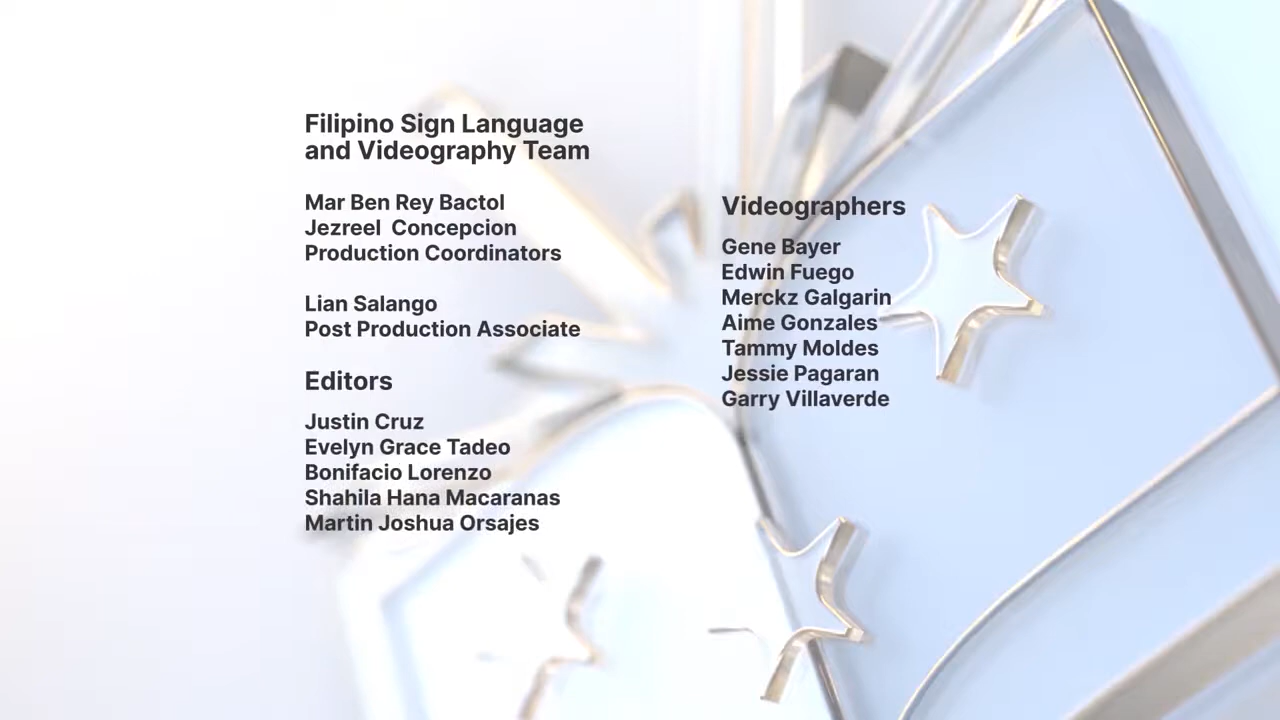 Filipino Sign Language
and Videography Team
Mar Ben Rey Bactol
Jezreel  Concepcion
Production Coordinators
Lian Salango
Post Production Associate
Editors
Justin Cruz
Evelyn Grace Tadeo
Bonifacio Lorenzo
Shahila Hana Macaranas
Martin Joshua Orsajes
Videographers
Gene Bayer
Edwin Fuego
Merckz Galgarin
Aime Gonzales
Tammy Moldes
Jessie Pagaran
Garry Villaverde